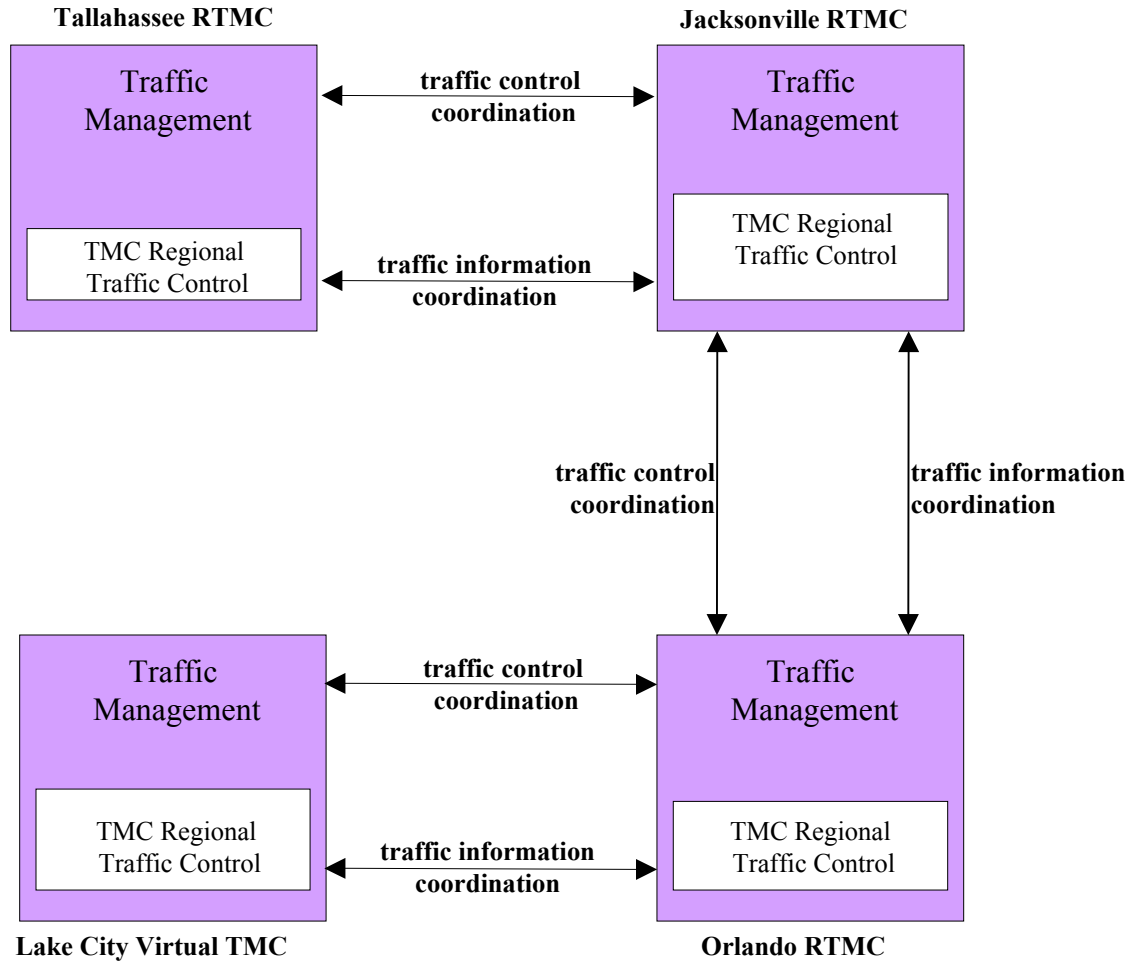 Tallahassee RTMC
Jacksonville RTMC
Traffic
Management
TMC Regional
Traffic Control
traffic control
coordination
traffic information
coordination
Traffic
Management
TMC Regional
Traffic Control
traffic control
coordination
traffic information
coordination
Traffic
Management
TMC Regional
Traffic Control
traffic control
coordination
traffic information
coordination
Traffic
Management
TMC Regional
Traffic Control
Lake City Virtual TMC
Orlando RTMC